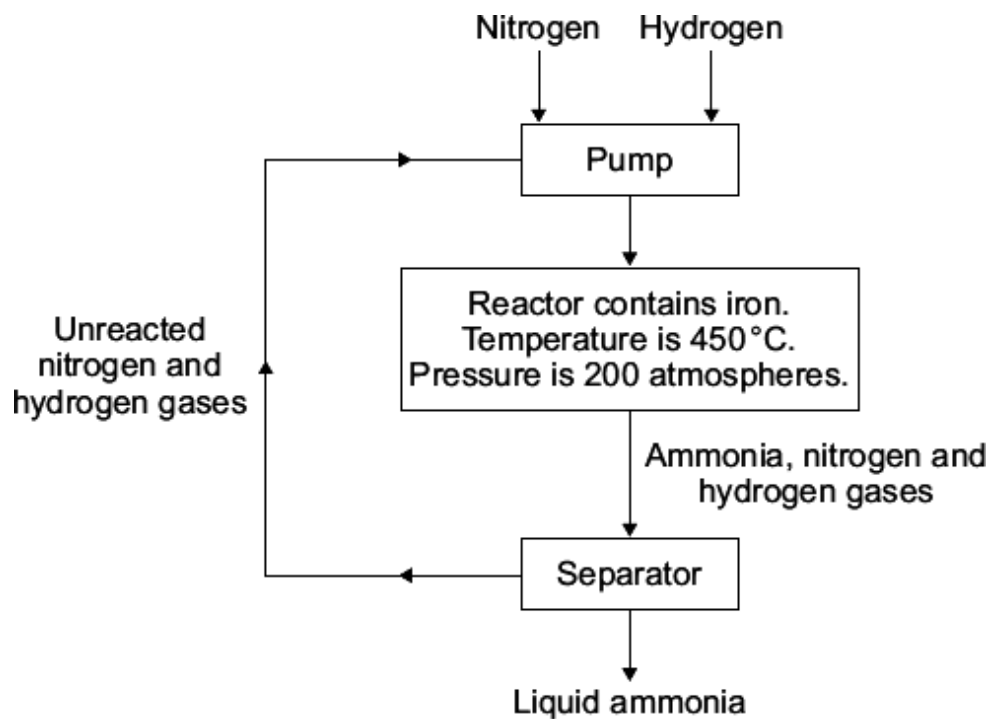 Nitrogen Hydrogen
Pump
Reactor contains iron.
Temperature is 450°C.
Pressure is 200 atmospheres.
Unreacted
nitrogen and
hydrogen gases
Ammonia, nitrogen and
hydrogen gases
Separator
Liquid ammonia